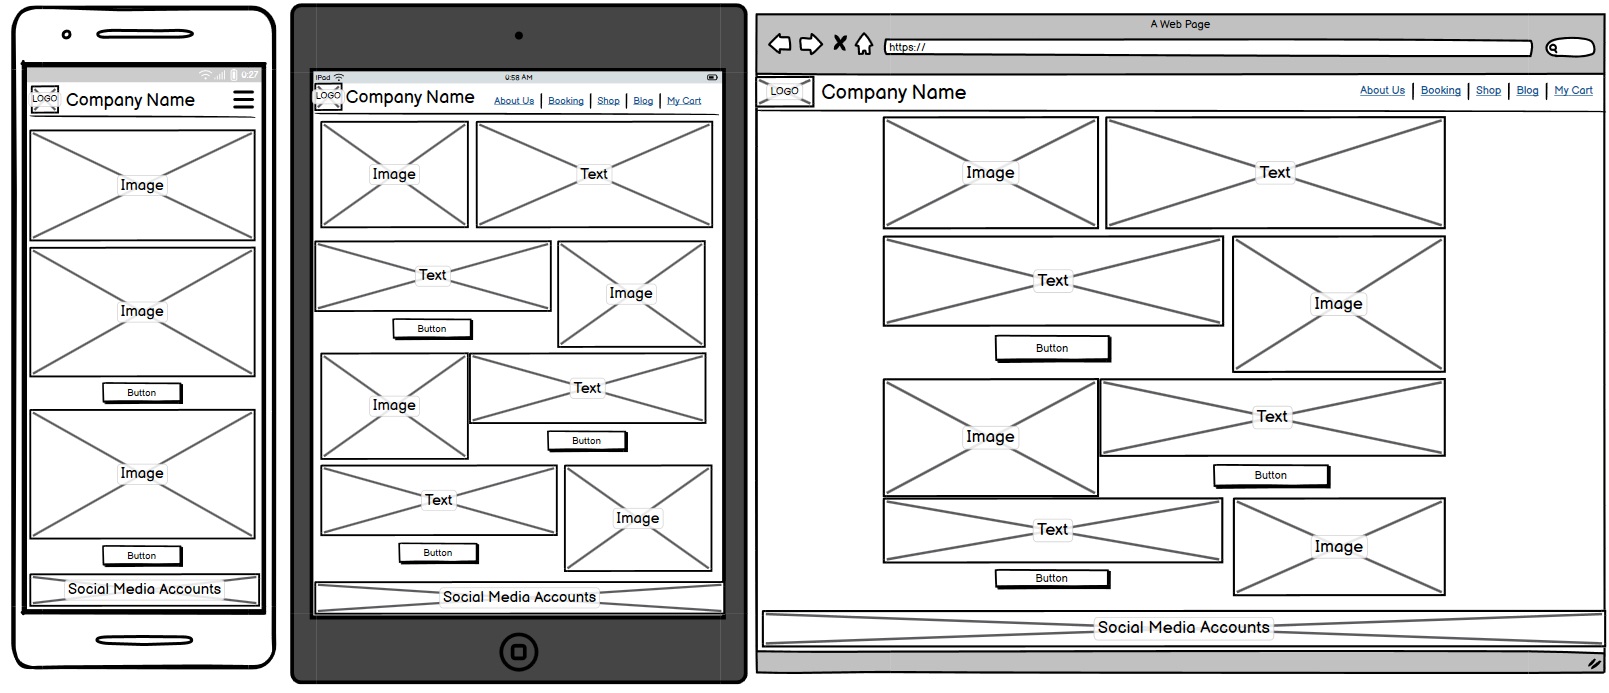 0:27
LOGO Company Name
Image
Image
Button
Image
Button
Social Media Accounts
iPod 0:58 AM
LOGO Company Name About Us Booking Shop Blog My Cart
Image Text
Text Image
Button
Image Text
Button
Text Image
Button
Social Media Accounts
A Web Page
https://
LOGO Company Name About Us Booking Shop Blog My Cart
Image Text
Text Image
Button
Image Text
Button
Text Image
Button
Social Media Accounts